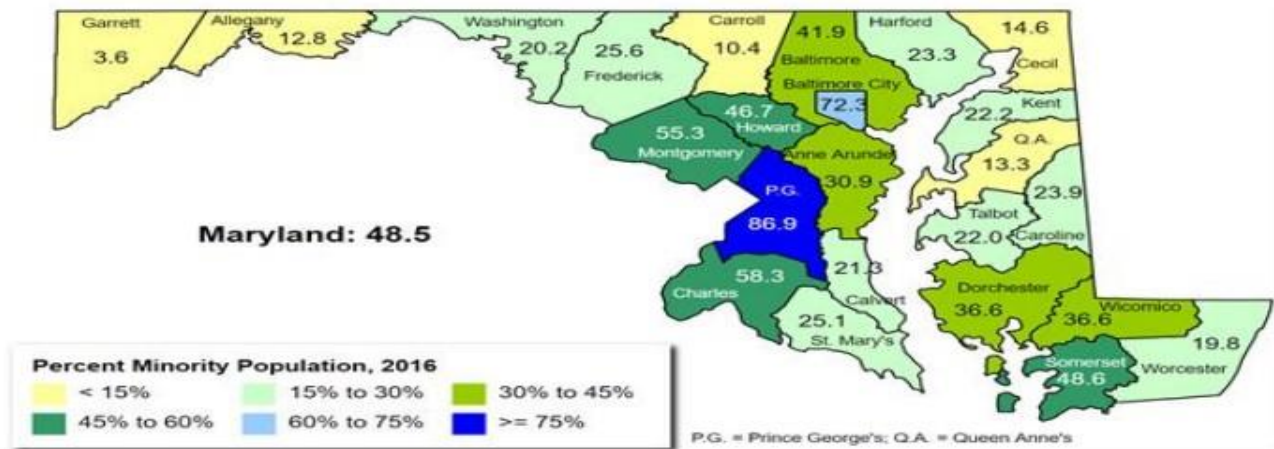 Garrett
3.6
Allegany
12.8
Washington
20.2
25.6
Frederick
Carroll
10.4
41.9
Baltimore
Baltimore City
72.3
Harford
23.3
14.6
Cecil
Kent
22.2
Q.A.
13.3
46.7
Howard
55.3
Montgomery
Anne Arunde
30.9
P.G.
86.9
23.9
Caroline
Talbot
22.0
Maryland: 48.5
58.3
Charles
21.3
Calvert
25.1
St. Mary's
Dorchester
36.6
Wicomico
36.6
Somerset
48.6
19.8
Worcester
Percent Minority Population, 2016
< 15% 15% to 30% 30% to 45%
45% to 60% 60% to 75% >= 75%
P.G. = Prince George's; Q.A. = Queen Anne's